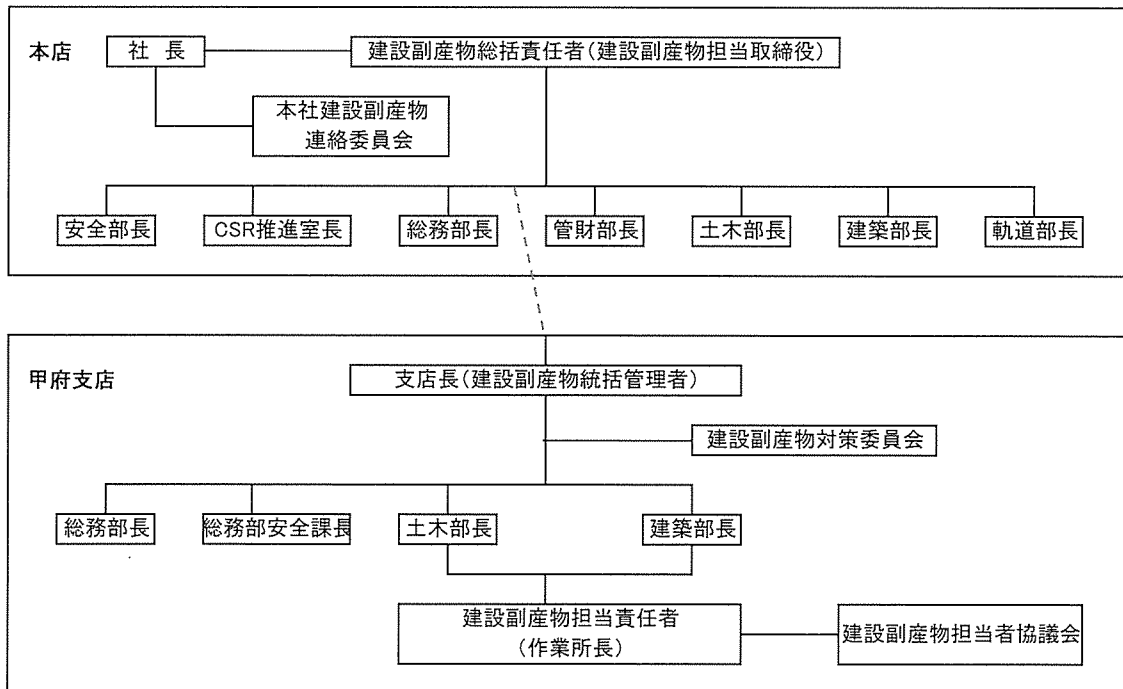 本店
社　長
建設副産物総括責任者(建設副産物担当取締役)
本社建設副産物
連絡委員会
安全部長
CSR推進室長
総務部長
管財部長
土木部長
建築部長
軌道部長
甲府支店
支店長(建設副産物統括管理者)
建設副産物対策委員会
総務部長
総務部安全課長
土木部長
建築部長
建設副産物担当責任者
(作業所長)
建設副産物担当者協議会